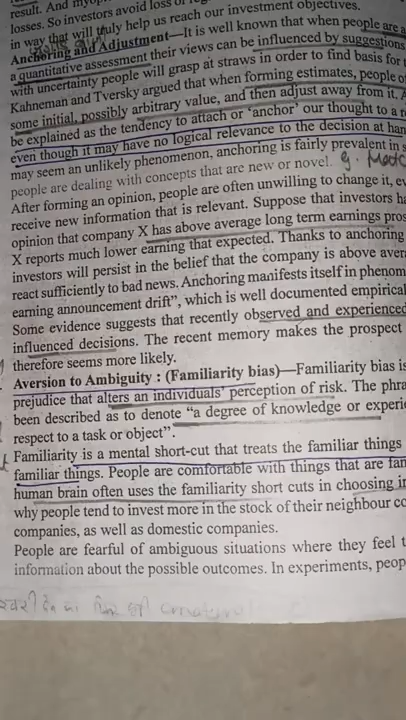 result. And myop
losses. So investors avoid loss of
in way that will truly help us reach our investment objectives.
Anchoring and Adjustment—It is well known that when people are a
a quantitative assessment their views can be influenced by suggestions
with uncertainty people will grasp at straws in order to find basis for
Kahneman and Tversky argued that when forming estimates, people o
some initial, possibly arbitrary value, and then adjust away from it. A
be explained as the tendency to attach or 'anchor' our thought to a r
even though it may have no logical relevance to the decision at han
may seem an unlikely phenomenon, anchoring is fairly prevalent in s
people are dealing with concepts that are new or novel.
After forming an opinion, people are often unwilling to change it, ev
receive new information that is relevant. Suppose that investors ha
opinion that company X has above average long term earnings pros
X reports much lower earning that expected. Thanks to anchoring
investors will persist in the belief that the company is above aver
react sufficiently to bad news. Anchoring manifests itself in phenom
earning announcement drift", which is well documented empirical
Some evidence suggests that recently observed and experienced
influenced decisions. The recent memory makes the prospect
therefore seems more likely.
Aversion to Ambiguity : (Familiarity bias)—Familiarity bias is
prejudice that alters an individuals' perception of risk. The phra
been described as to denote "a degree of knowledge or experie
respect to a task or object".
Familiarity is a mental short-cut that treats the familiar things
familiar things. People are comfortable with things that are fam
human brain often uses the familiarity short cuts in choosing in
why people tend to invest more in the stock of their neighbour co
companies, as well as domestic companies.
People are fearful of ambiguous situations where they feel t
information about the possible outcomes. In experiments, peop